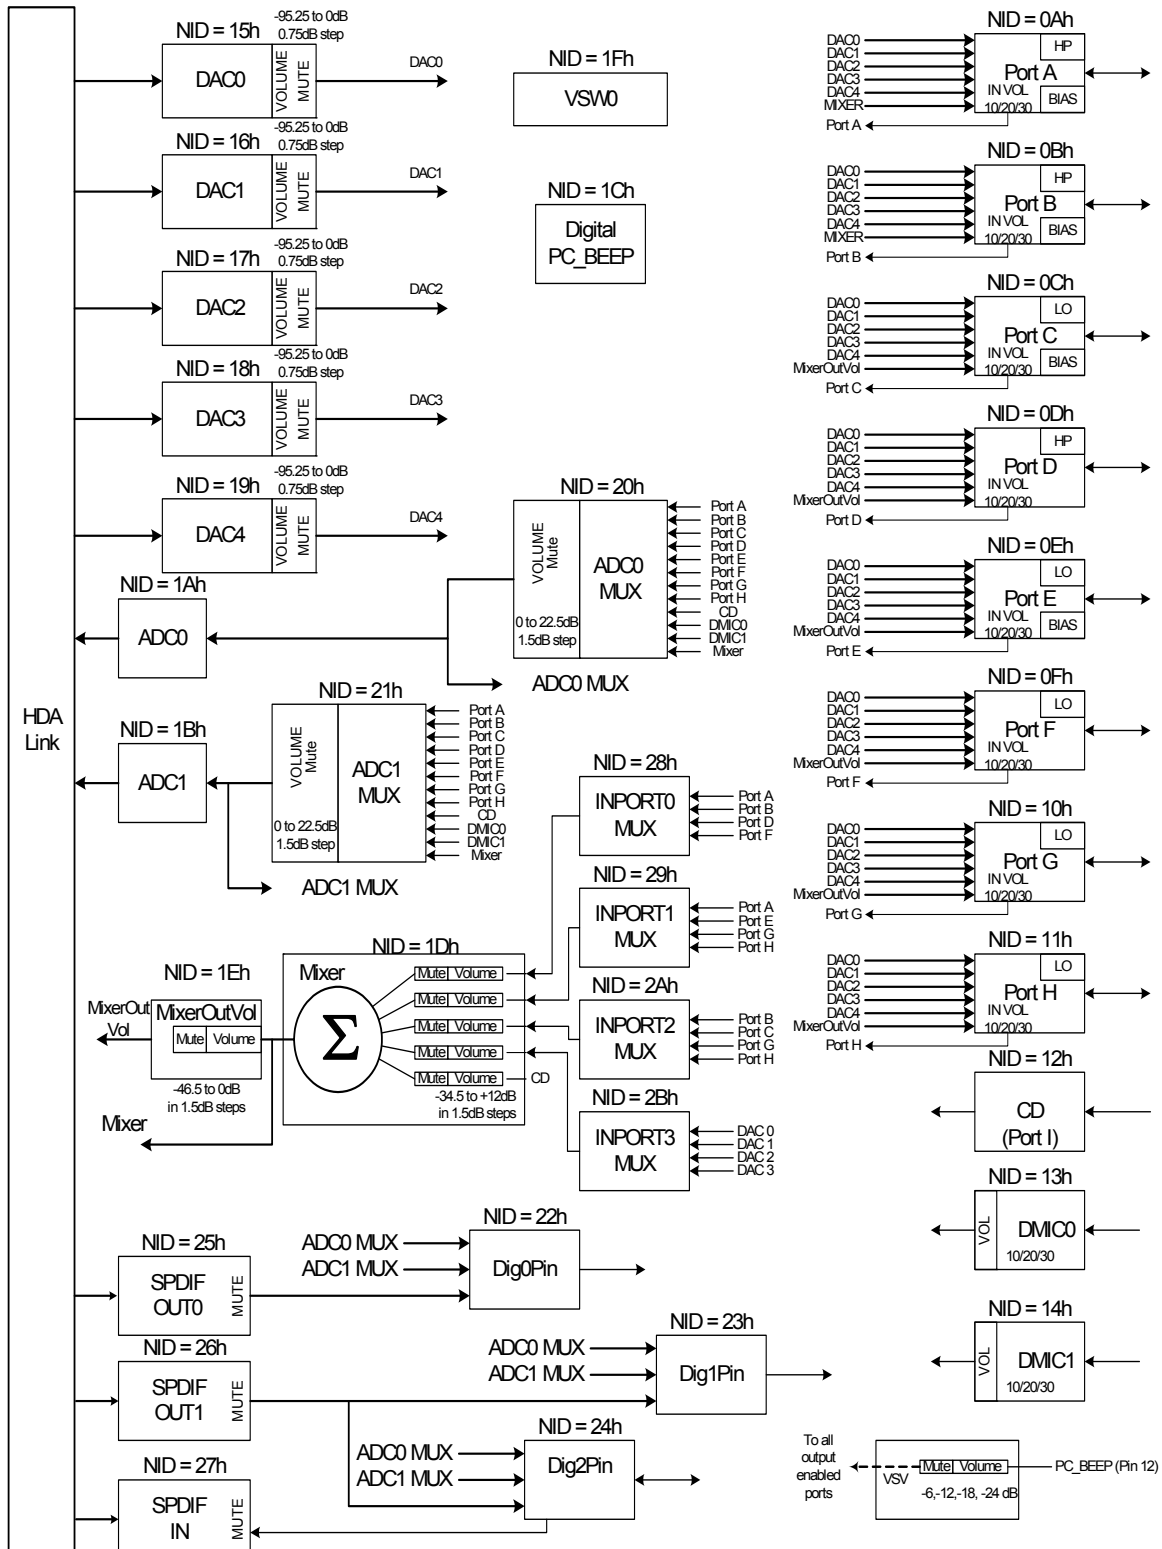 HDA
Link
NID = 15h
-95.25 to 0dB
0.75dB step
DAC0
VOLUME
MUTE
DAC0
NID = 16h
-95.25 to 0dB
0.75dB step
DAC1
VOLUME
MUTE
DAC1
NID = 17h
-95.25 to 0dB
0.75dB step
DAC2
VOLUME
MUTE
DAC2
NID = 18h
-95.25 to 0dB
0.75dB step
DAC3
VOLUME
MUTE
DAC3
NID = 19h
-95.25 to 0dB
0.75dB step
DAC4
VOLUME
MUTE
DAC4
NID = 1Fh
VSW0
NID = 1Ch
Digital
PC_BEEP
NID = 20h
VOLUME
Mute
0 to 22.5dB
1.5dB step
ADC0
MUX
Port A
Port B
Port C
Port D
Port E
Port F
Port G
Port H
CD
DMIC0
DMIC1
Mixer
NID = 1Ah
ADC0
ADC0 MUX
NID = 21h
VOLUME
Mute
0 to 22.5dB
1.5dB step
ADC1
MUX
Port A
Port B
Port C
Port D
Port E
Port F
Port G
Port H
CD
DMIC0
DMIC1
Mixer
NID = 1Bh
ADC1
ADC1 MUX
NID = 28h
INPORT0
MUX
Port A
Port B
Port D
Port F
NID = 29h
INPORT1
MUX
Port A
Port E
Port G
Port H
NID = 2Ah
INPORT2
MUX
Port B
Port C
Port G
Port H
NID = 2Bh
INPORT3
MUX
DAC 0
DAC 1
DAC 2
DAC 3
NID = 1Dh
Mixer
Σ
Mute Volume
Mute Volume
Mute Volume
Mute Volume
Mute Volume
CD
-34.5 to +12dB
in 1.5dB steps
NID = 1Eh
MixerOutVol
Mute Volume
-46.5 to 0dB
in 1.5dB steps
MixerOut
Vol
Mixer
NID = 22h
ADC0 MUX
ADC1 MUX
Dig0Pin
NID = 25h
SPDIF
OUT0
MUTE
NID = 23h
ADC0 MUX
ADC1 MUX
Dig1Pin
NID = 26h
SPDIF
OUT1
MUTE
NID = 24h
ADC0 MUX
ADC1 MUX
Dig2Pin
NID = 27h
SPDIF
IN
MUTE
NID = 0Ah
DAC0
DAC1
DAC2
DAC3
DAC4
MIXER
HP
Port A
IN VOL
10/20/30
BIAS
Port A
NID = 0Bh
DAC0
DAC1
DAC2
DAC3
DAC4
MIXER
HP
Port B
IN VOL
10/20/30
BIAS
Port B
NID = 0Ch
DAC0
DAC1
DAC2
DAC3
DAC4
MixerOutVol
LO
Port C
IN VOL
10/20/30
BIAS
Port C
NID = 0Dh
DAC0
DAC1
DAC2
DAC3
DAC4
MixerOutVol
HP
Port D
IN VOL
10/20/30
Port D
NID = 0Eh
DAC0
DAC1
DAC2
DAC3
DAC4
MixerOutVol
LO
Port E
IN VOL
10/20/30
BIAS
Port E
NID = 0Fh
DAC0
DAC1
DAC2
DAC3
DAC4
MixerOutVol
LO
Port F
IN VOL
10/20/30
Port F
NID = 10h
DAC0
DAC1
DAC2
DAC3
DAC4
MixerOutVol
LO
Port G
IN VOL
10/20/30
Port G
NID = 11h
DAC0
DAC1
DAC2
DAC3
DAC4
MixerOutVol
LO
Port H
IN VOL
10/20/30
Port H
NID = 12h
CD
(Port I)
NID = 13h
VOL
DMIC0
10/20/30
NID = 14h
VOL
DMIC1
10/20/30
To all
output
enabled
ports
VSV
Mute Volume
-6,-12,-18, -24 dB
PC_BEEP (Pin 12)